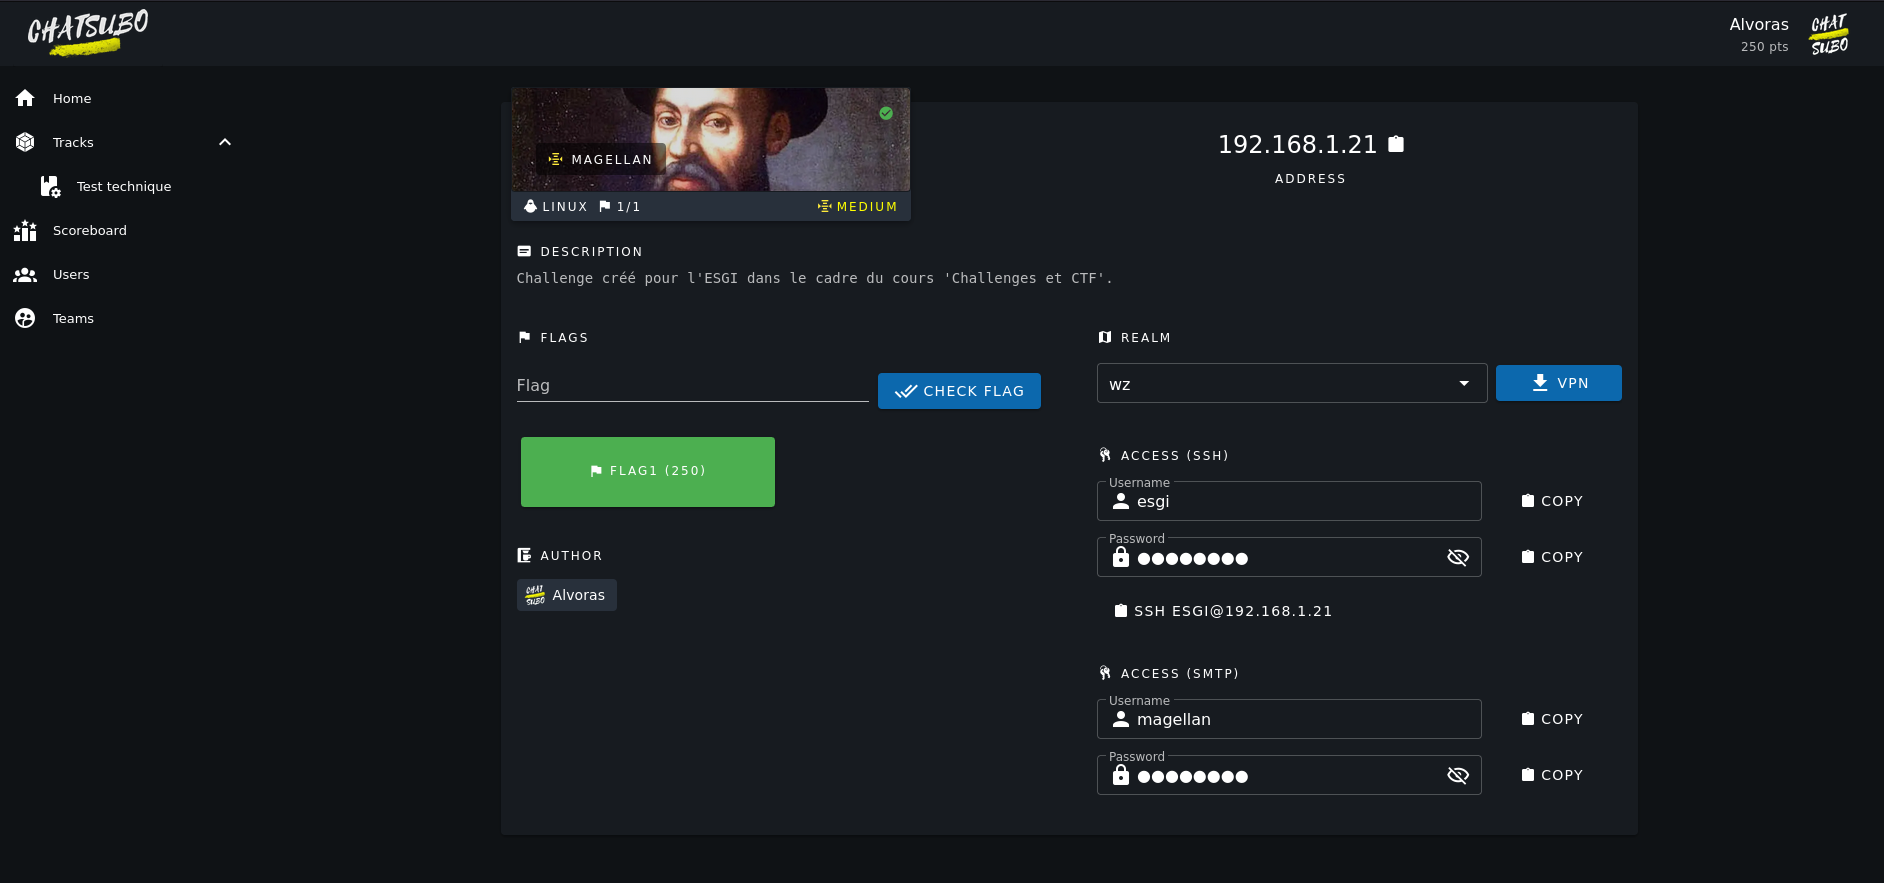 CHATSUBO
Alvoras
250 pts
CHAT
SUBO
Home
Tracks
Test technique
Scoreboard
Users
Teams
MAGELLAN
LINUX 1/1 MEDIUM
192.168.1.21
ADDRESS
DESCRIPTION
Challenge créé pour l'ESGI dans le cadre du cours 'Challenges et CTF'.
FLAGS
Flag
CHECK FLAG
FLAG1 (250)
AUTHOR
CHAT
SUBO
Alvoras
REALM
wz
VPN
ACCESS (SSH)
Username
esgi
COPY
Password
●●●●●●●●
COPY
SSH ESGI@192.168.1.21
ACCESS (SMTP)
Username
magellan
COPY
Password
●●●●●●●●
COPY